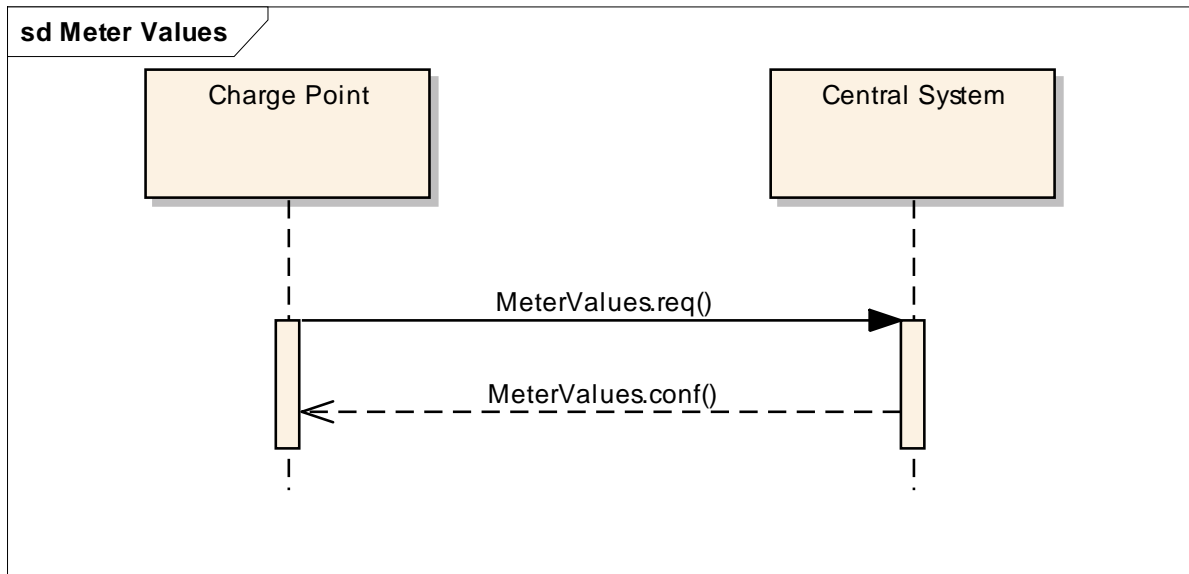 sd Meter Values
Charge Point
Central System
MeterValues.req()
MeterValues.conf()